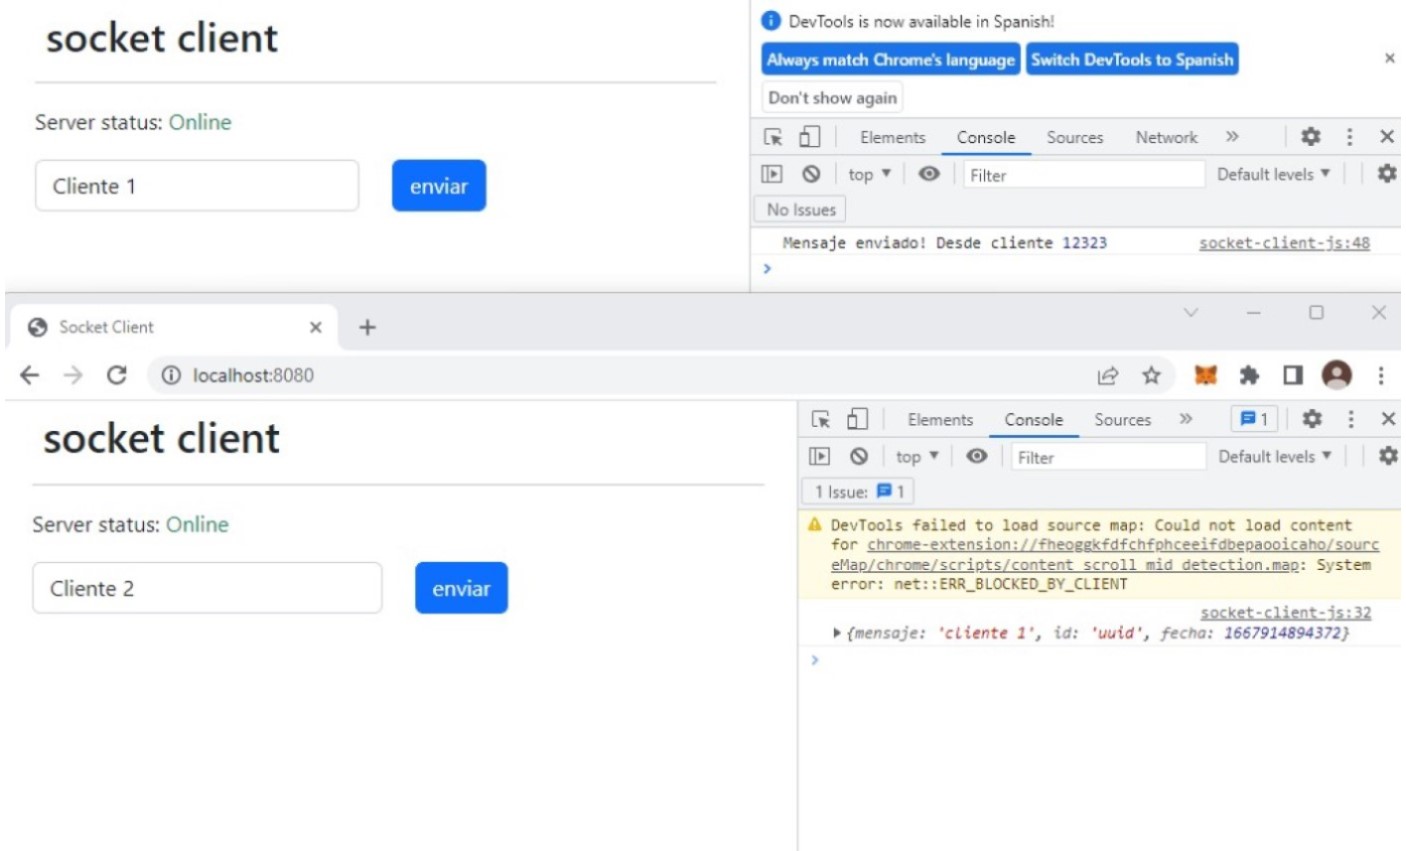 socket client
Server status: Online
Cliente 1
enviar
DevTools is now available in Spanish!
Always match Chrome's language
Switch DevTools to Spanish
Don't show again
Elements Console Sources Network
top Filter Default levels
No Issues
Mensaje enviado! Desde cliente 12323 socket-client-js:48
Socket Client
localhost:8080
socket client
Server status: Online
Cliente 2
enviar
Elements Console Sources 1
top Filter Default levels
1 Issue: 1
DevTools failed to load source map: Could not load content
for chrome-extension://fheoggkfdfchfphceeifdbepaooicaho/sourc
eMap/chrome/scripts/content_scroll_mid_detection.map: System
error: net::ERR_BLOCKED_BY_CLIENT
socket-client-js:32
{mensaje: 'cliente 1', id: 'uuid', fecha: 1667914894372}